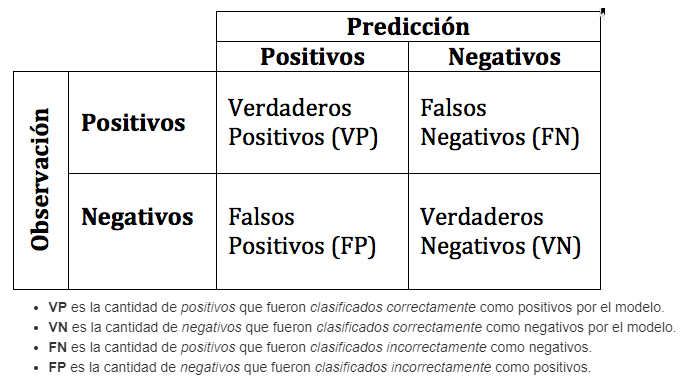 Predicción
Positivos Negativos
Observación
Positivos
Verdaderos
Positivos (VP)
Falsos
Negativos (FN)
Negativos
Falsos
Positivos (FP)
Verdaderos
Negativos (VN)
• VP es la cantidad de positivos que fueron clasificados correctamente como positivos por el modelo.
• VN es la cantidad de negativos que fueron clasificados correctamente como negativos por el modelo.
• FN es la cantidad de positivos que fueron clasificados incorrectamente como negativos.
• FP es la cantidad de negativos que fueron clasificados incorrectamente como positivos.